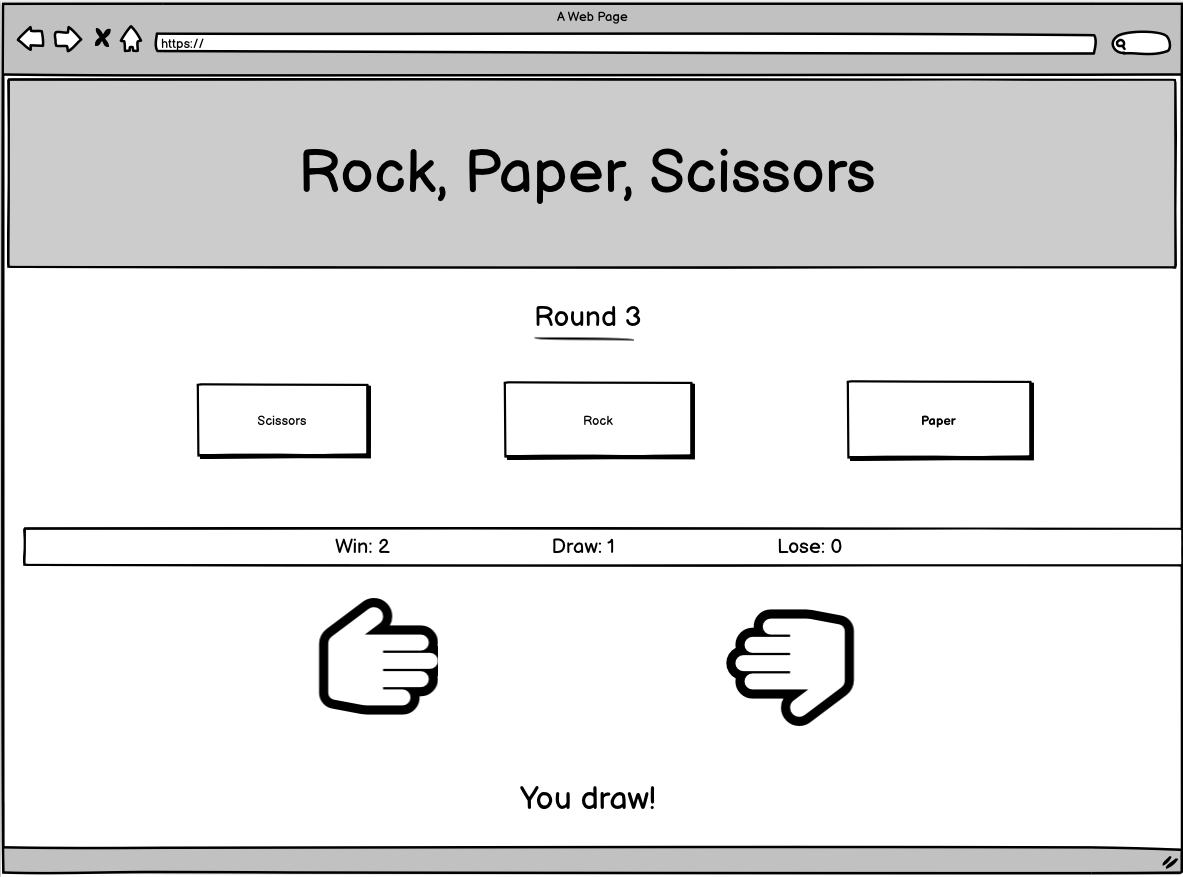 A Web Page
https://
Rock, Paper, Scissors
Round 3
Scissors Rock Paper
Win: 2 Draw: 1 Lose: 0
You draw!